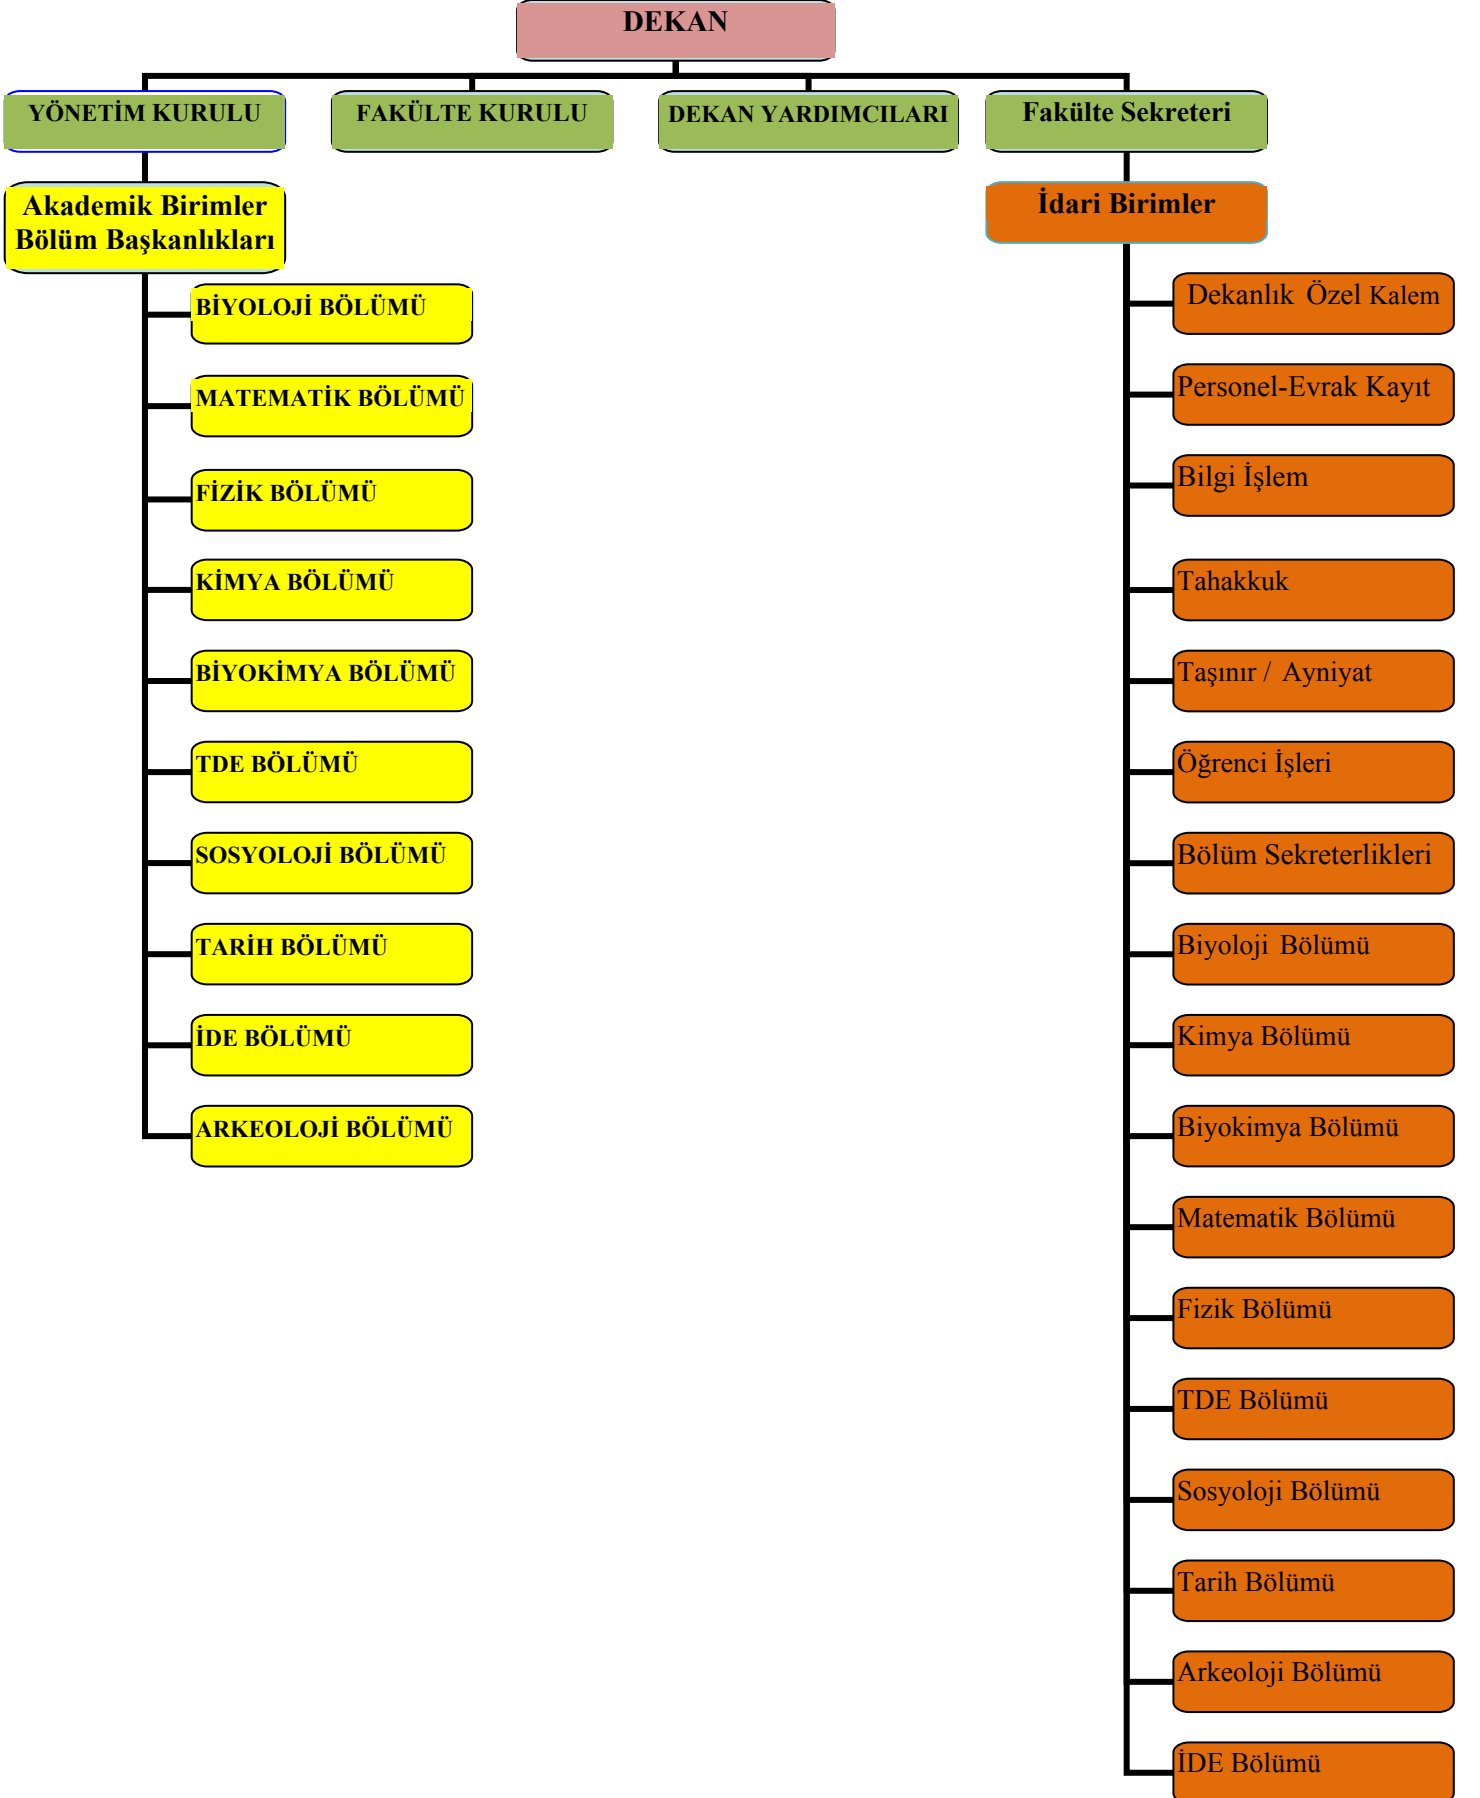 DEKAN
YÖNETİM KURULU
FAKÜLTE KURULU
DEKAN YARDIMCILARI
Fakülte Sekreteri
Akademik Birimler
Bölüm Başkanlıkları
BİYOLOJİ BÖLÜMÜ
MATEMATİK BÖLÜMÜ
FİZİK BÖLÜMÜ
KİMYA BÖLÜMÜ
BİYOKİMYA BÖLÜMÜ
TDE BÖLÜMÜ
SOSYOLOJİ BÖLÜMÜ
TARİH BÖLÜMÜ
İDE BÖLÜMÜ
ARKEOLOJİ BÖLÜMÜ
İdari Birimler
Dekanlık Özel Kalem
Personel-Evrak Kayıt
Bilgi İşlem
Tahakkuk
Taşınır / Ayniyat
Öğrenci İşleri
Bölüm Sekreterlikleri
Biyoloji Bölümü
Kimya Bölümü
Biyokimya Bölümü
Matematik Bölümü
Fizik Bölümü
TDE Bölümü
Sosyoloji Bölümü
Tarih Bölümü
Arkeoloji Bölümü
İDE Bölümü